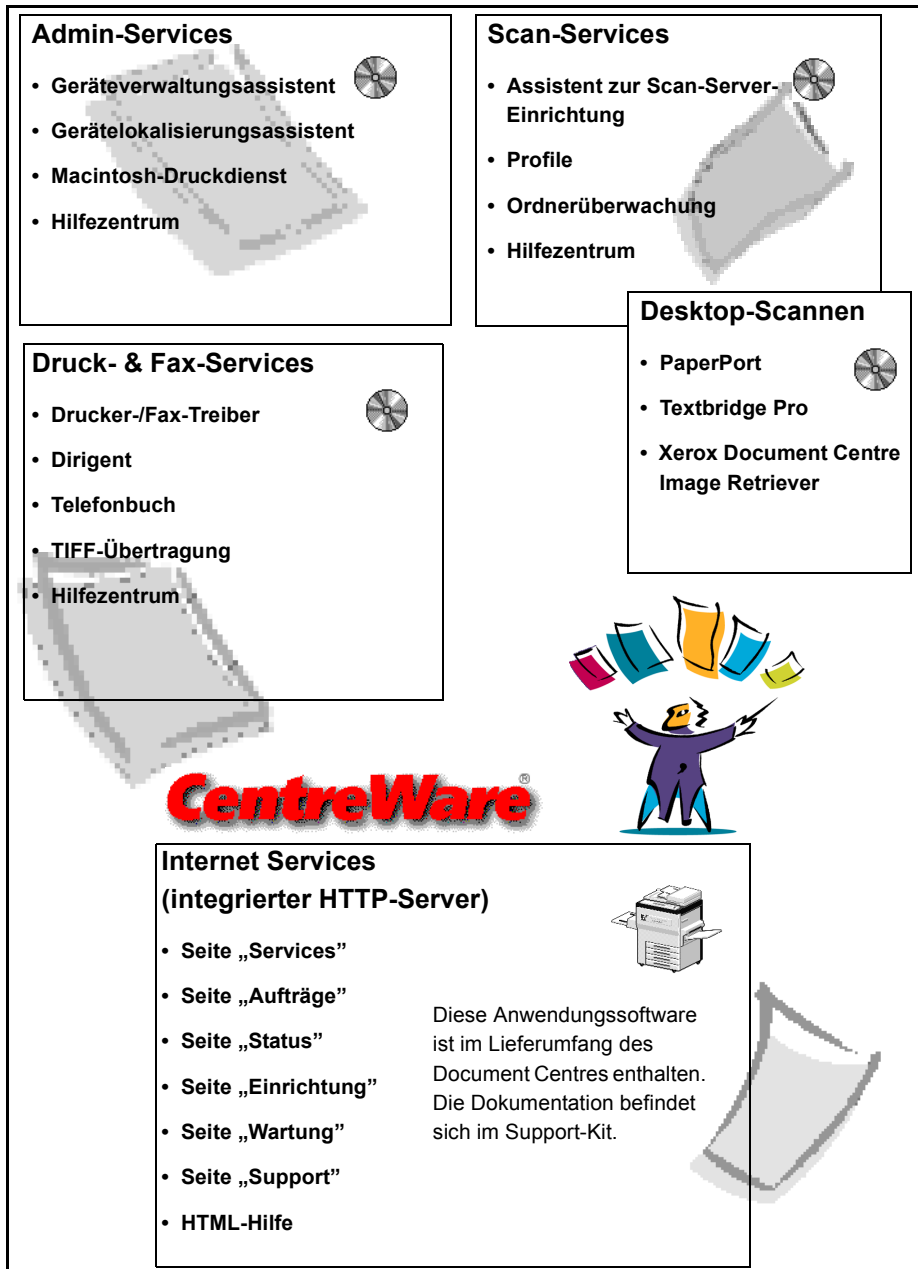 Admin-Services
• Geräteverwaltungsassistent
• Gerätelokalisierungsassistent
• Macintosh-Druckdienst
• Hilfezentrum
Scan-Services
• Assistent zur Scan-Server-
Einrichtung
• Profile
• Ordnerüberwachung
• Hilfezentrum
Desktop-Scannen
• PaperPort
• Textbridge Pro
• Xerox Document Centre
Image Retriever
Druck- & Fax-Services
• Drucker-/Fax-Treiber
• Dirigent
• Telefonbuch
• TIFF-Übertragung
• Hilfezentrum
CentreWare®
Internet Services
(integrierter HTTP-Server)
• Seite „Services”
• Seite „Aufträge”
• Seite „Status”
• Seite „Einrichtung”
• Seite „Wartung”
• Seite „Support”
• HTML-Hilfe
Diese Anwendungssoftware
ist im Lieferumfang des
Document Centres enthalten.
Die Dokumentation befindet
sich im Support-Kit.